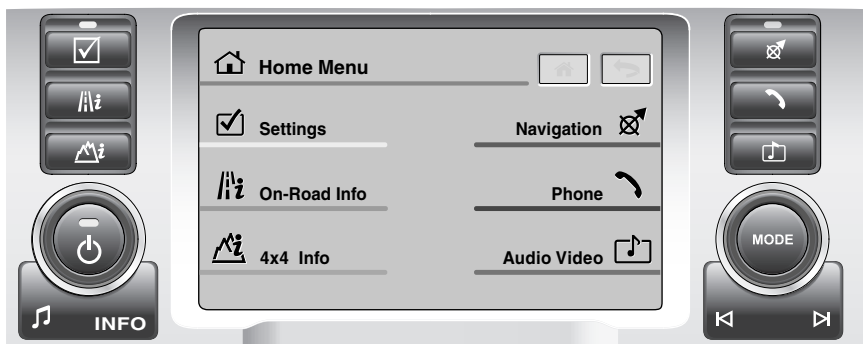 Home Menu
Settings
Navigation
On-Road Info
Phone
4x4 Info
Audio Video
MODE
INFO